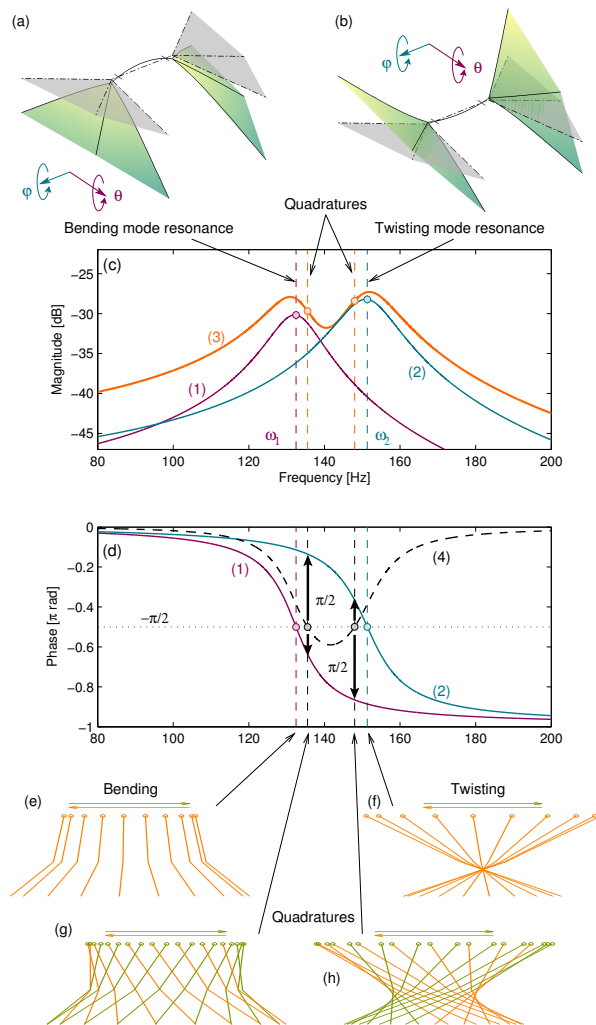 (a)
(b)
φ
θ
φ
θ
Quadratures
Bending mode resonance
Twisting mode resonance
(c)
−25
−30
−35
−40
−45
Magnitude [dB]
(3)
(1)
(2)
ω1
ω2
80
100
120
140
160
180
200
Frequency [Hz]
(d)
0
−0.2
−0.4
−0.6
−0.8
−1
Phase [π rad]
(1)
(4)
π/2
−π/2
π/2
(2)
80
100
120
140
160
180
200
(e)
Bending
(f)
Twisting
(g)
Quadratures
(h)